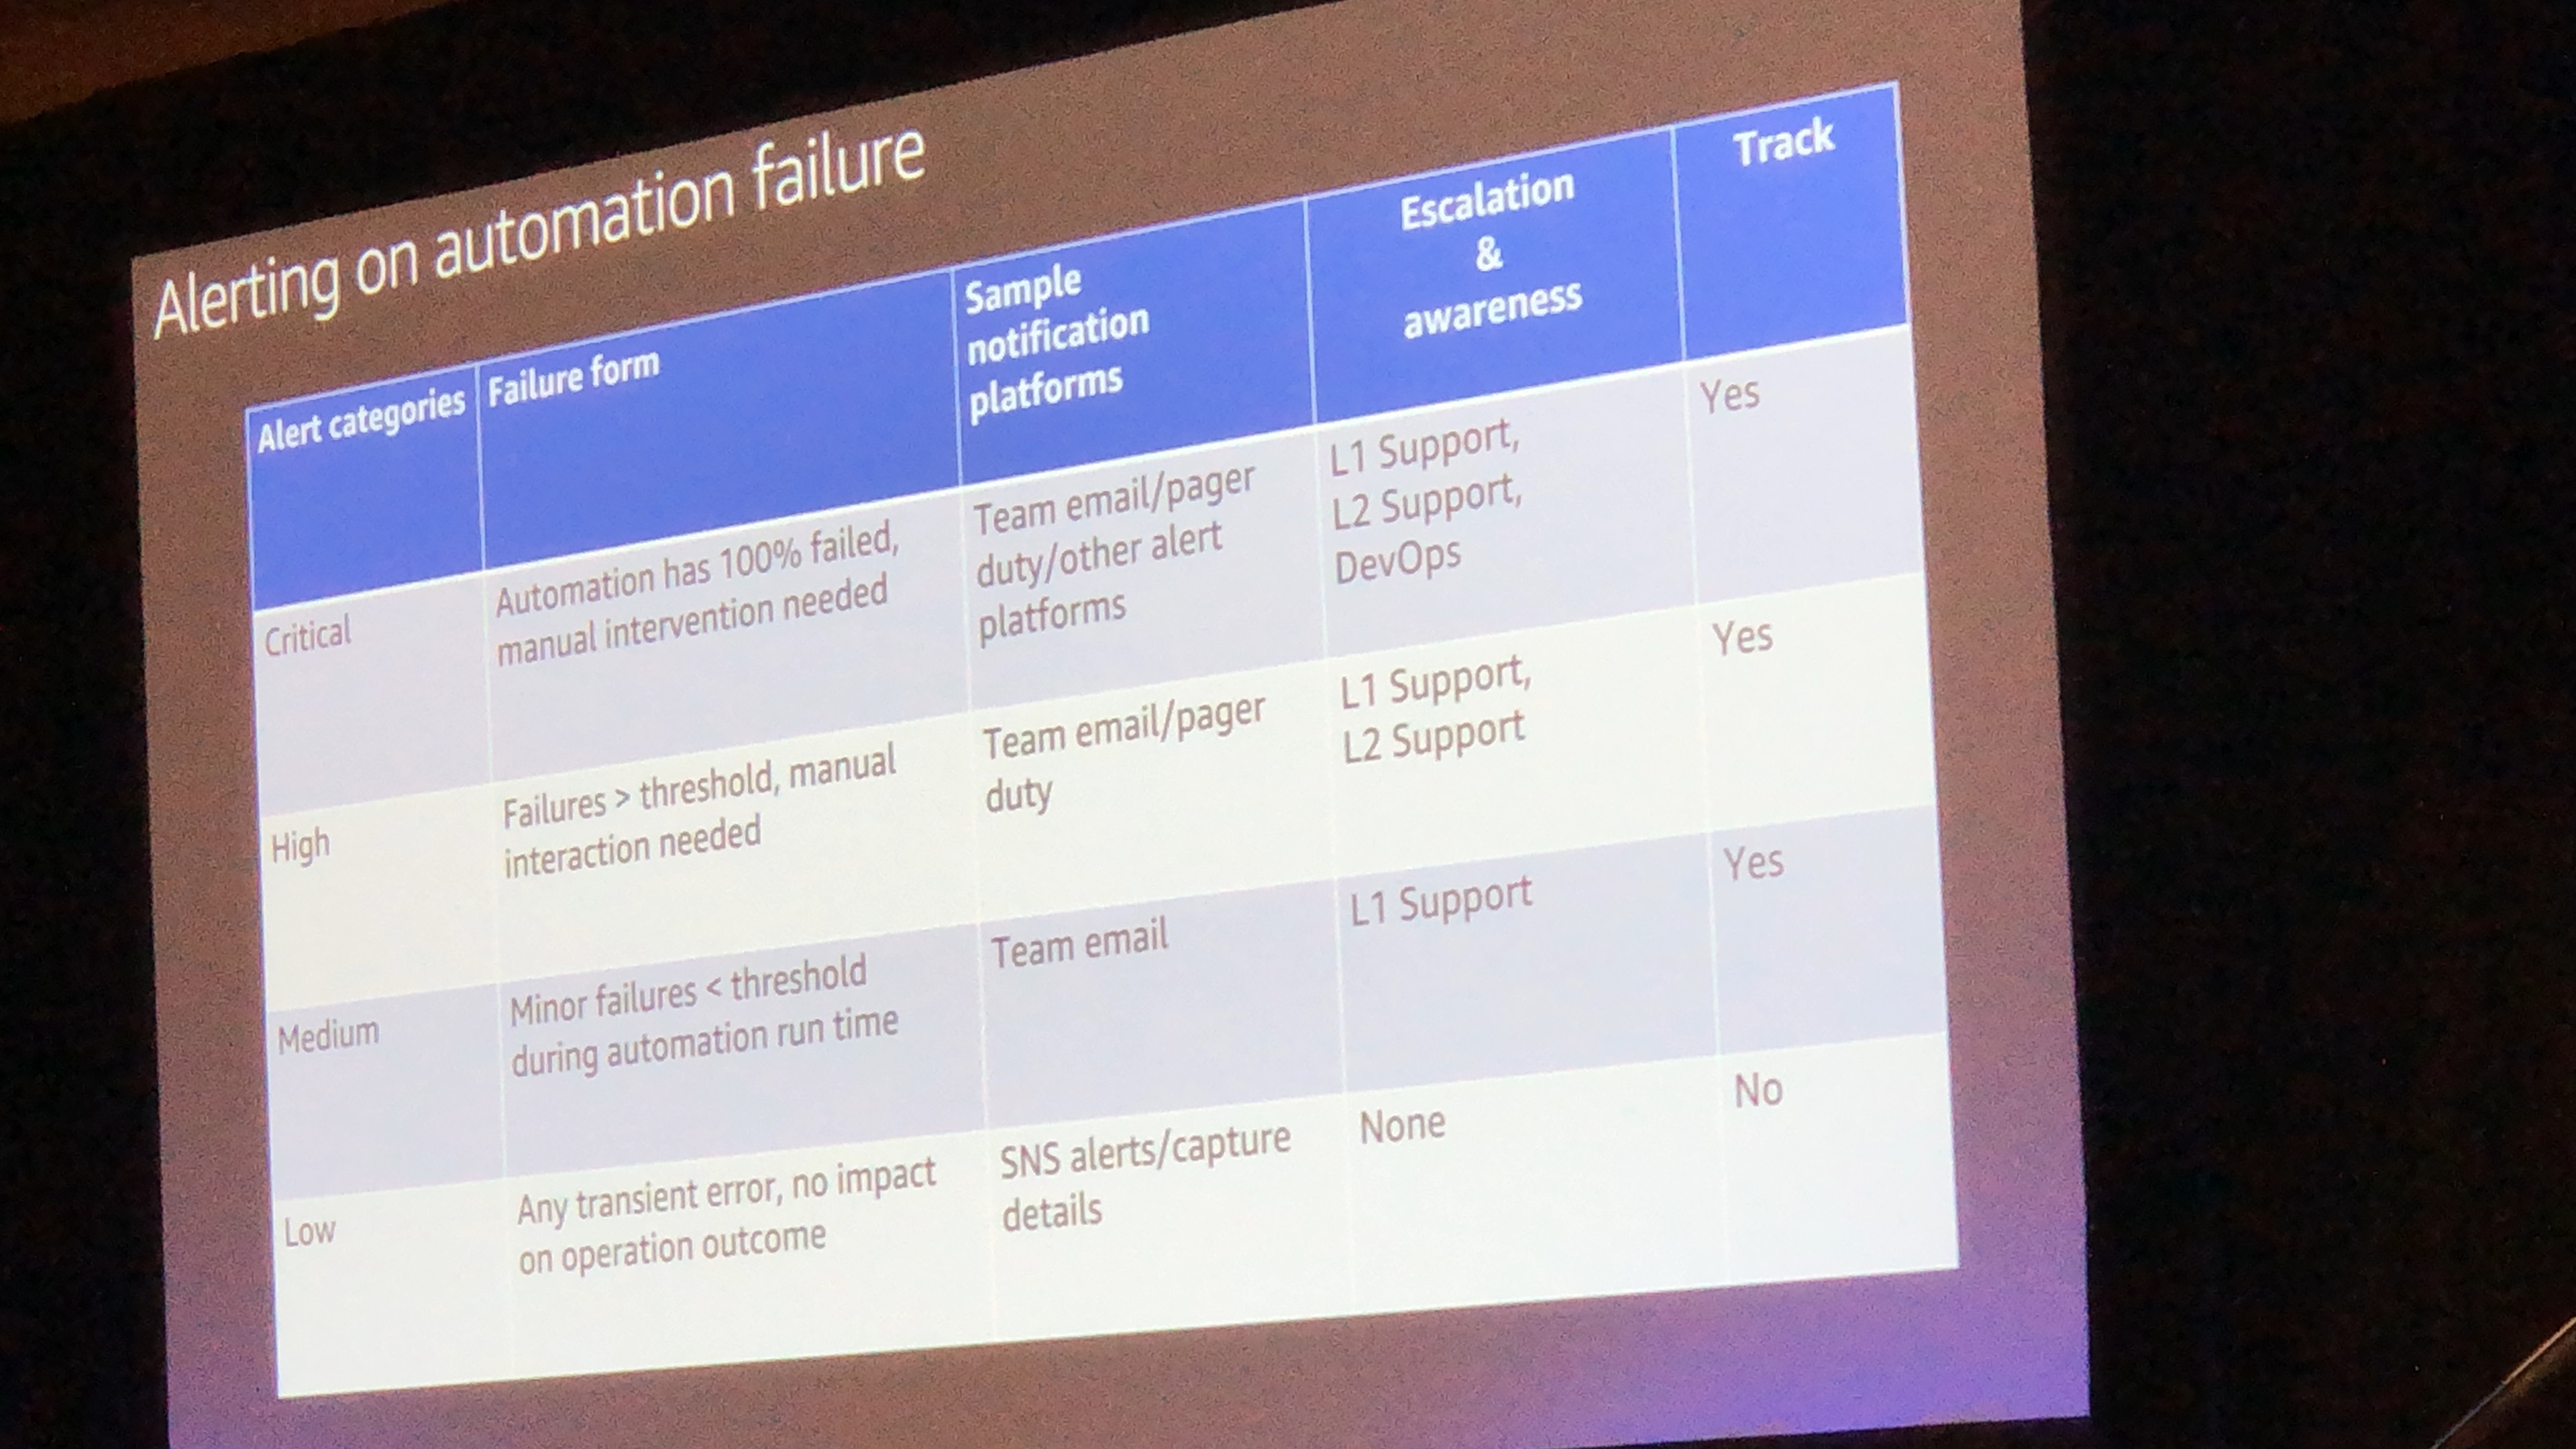 Alerting on automation failure
Alert categories
Failure form
Sample
notification
platforms
Escalation
&
awareness
Track
Critical
Automation has 100% failed,
manual intervention needed
Team email/pager
duty/other alert
platforms
L1 Support,
L2 Support,
DevOps
Yes
High
Failures > threshold, manual
interaction needed
Team email/pager
duty
L1 Support,
L2 Support
Yes
Medium
Minor failures < threshold
during automation run time
Team email
L1 Support
Yes
Low
Any transient error, no impact
on operation outcome
SNS alerts/capture
details
None
No